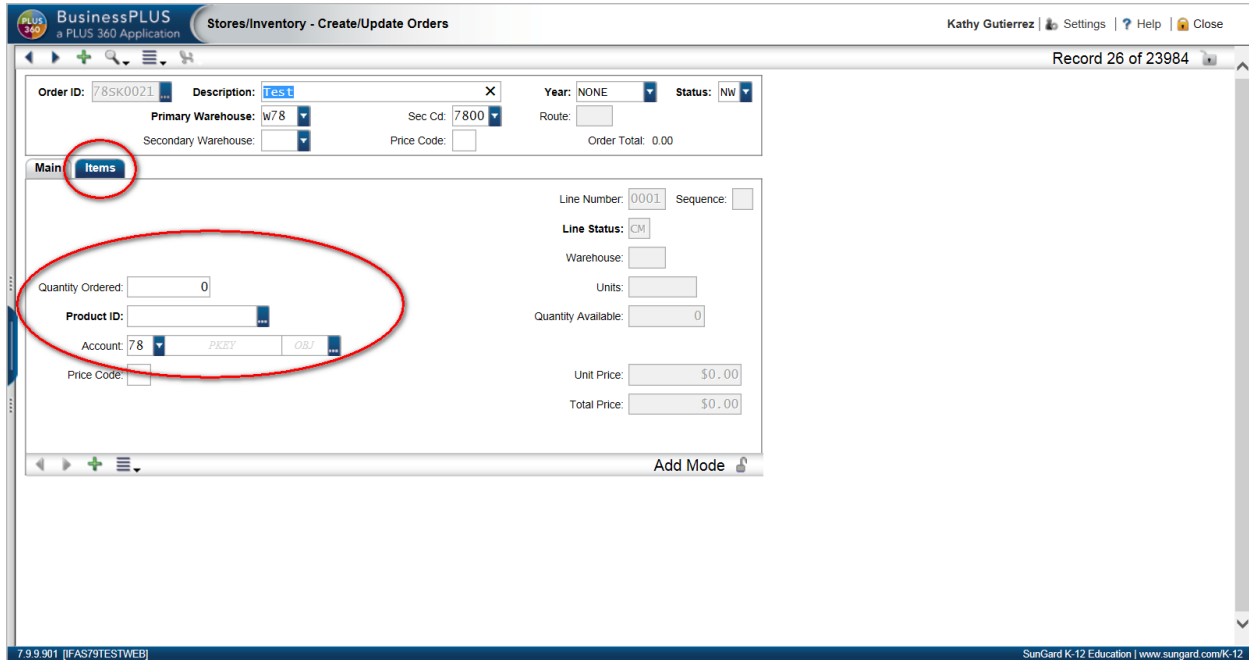 PLUS 360 BusinessPLUS
a PLUS 360 Application
Stores/Inventory - Create/Update Orders
Kathy Gutierrez | Settings | ? Help | Close
Record 26 of 23984
Order ID: 78SK0021 ... Description: Test X Year: NONE Status: NW
Primary Warehouse: W78 Sec Cd: 7800 Route:
Secondary Warehouse: Price Code: Order Total: 0.00
Main Items
Line Number: 0001 Sequence:
Line Status: CM
Warehouse:
Quantity Ordered: 0 Units:
Product ID: ... Quantity Available: 0
Account: 78 PKEY OBJ ...
Price Code: Unit Price: $0.00
Total Price: $0.00
Add Mode
7.9.9.901 [IFAS79TESTWEB] SunGard K-12 Education | www.sungard.com/K-12